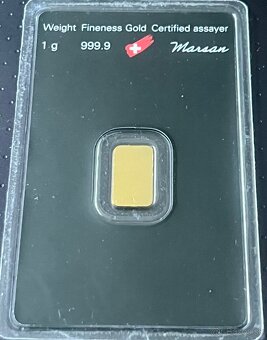 Weight Fineness Gold Certified assayer
1 g 999.9 Marsan